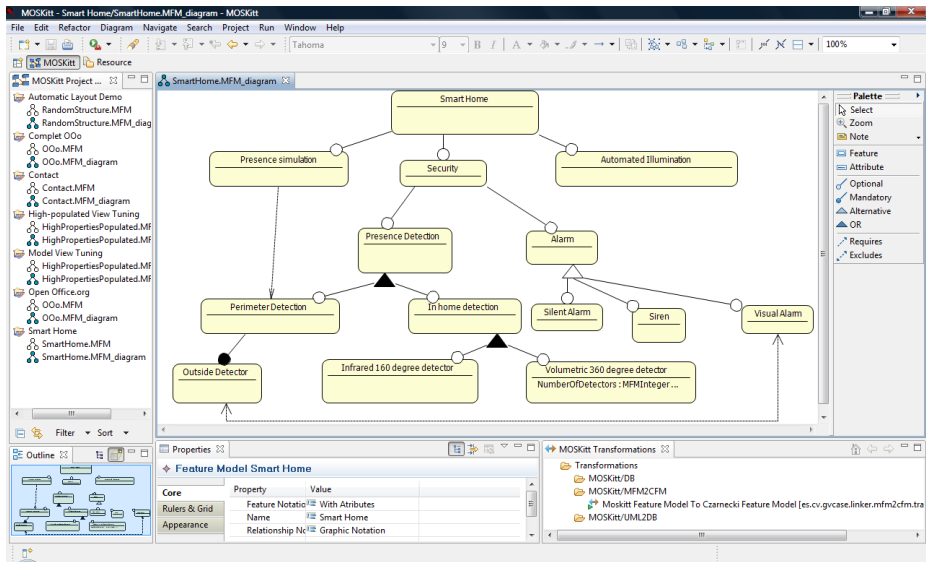 MOSKitt - Smart Home/SmartHome.MFM_diagram - MOSKitt
File Edit Refactor Diagram Navigate Search Project Run Window Help
Tahoma 9 B I A 100%
MOSKitt Resource
MOSKitt Project ...
Automatic Layout Demo
RandomStructure.MFM
RandomStructure.MFM_diag
Complet OOo
OOo.MFM
OOo.MFM_diagram
Contact
Contact.MFM
Contact.MFM_diagram
High-populated View Tuning
HighPropertiesPopulated.MF
HighPropertiesPopulated.MF
Model View Tuning
HighPropertiesPopulated.MF
HighPropertiesPopulated.MF
Open Office.org
OOo.MFM
OOo.MFM_diagram
Smart Home
SmartHome.MFM
SmartHome.MFM_diagram
Filter Sort
SmartHome.MFM_diagram
Smart Home
Presence simulation
Security
Automated Illumination
Presence Detection
Alarm
Perimeter Detection
In home detection
Silent Alarm
Siren
Visual Alarm
Outside Detector
Infrared 160 degree detector
Volumetric 360 degree detector
NumberOfDetectors : MFMInteger ...
Palette
Select
Zoom
Note
Feature
Attribute
Optional
Mandatory
Alternative
OR
Requires
Excludes
Outline
Properties
Feature Model Smart Home
Core
Rulers & Grid
Appearance
Property Value
Feature Notatio With Atributes
Name Smart Home
Relationship Nc Graphic Notation
MOSKitt Transformations
Transformations
MOSKitt/DB
MOSKitt/MFM2CFM
Moskitt Feature Model To Czarnecki Feature Model [es.cv.gvcase.linker.mfm2cfm.tra
MOSKitt/UML2DB